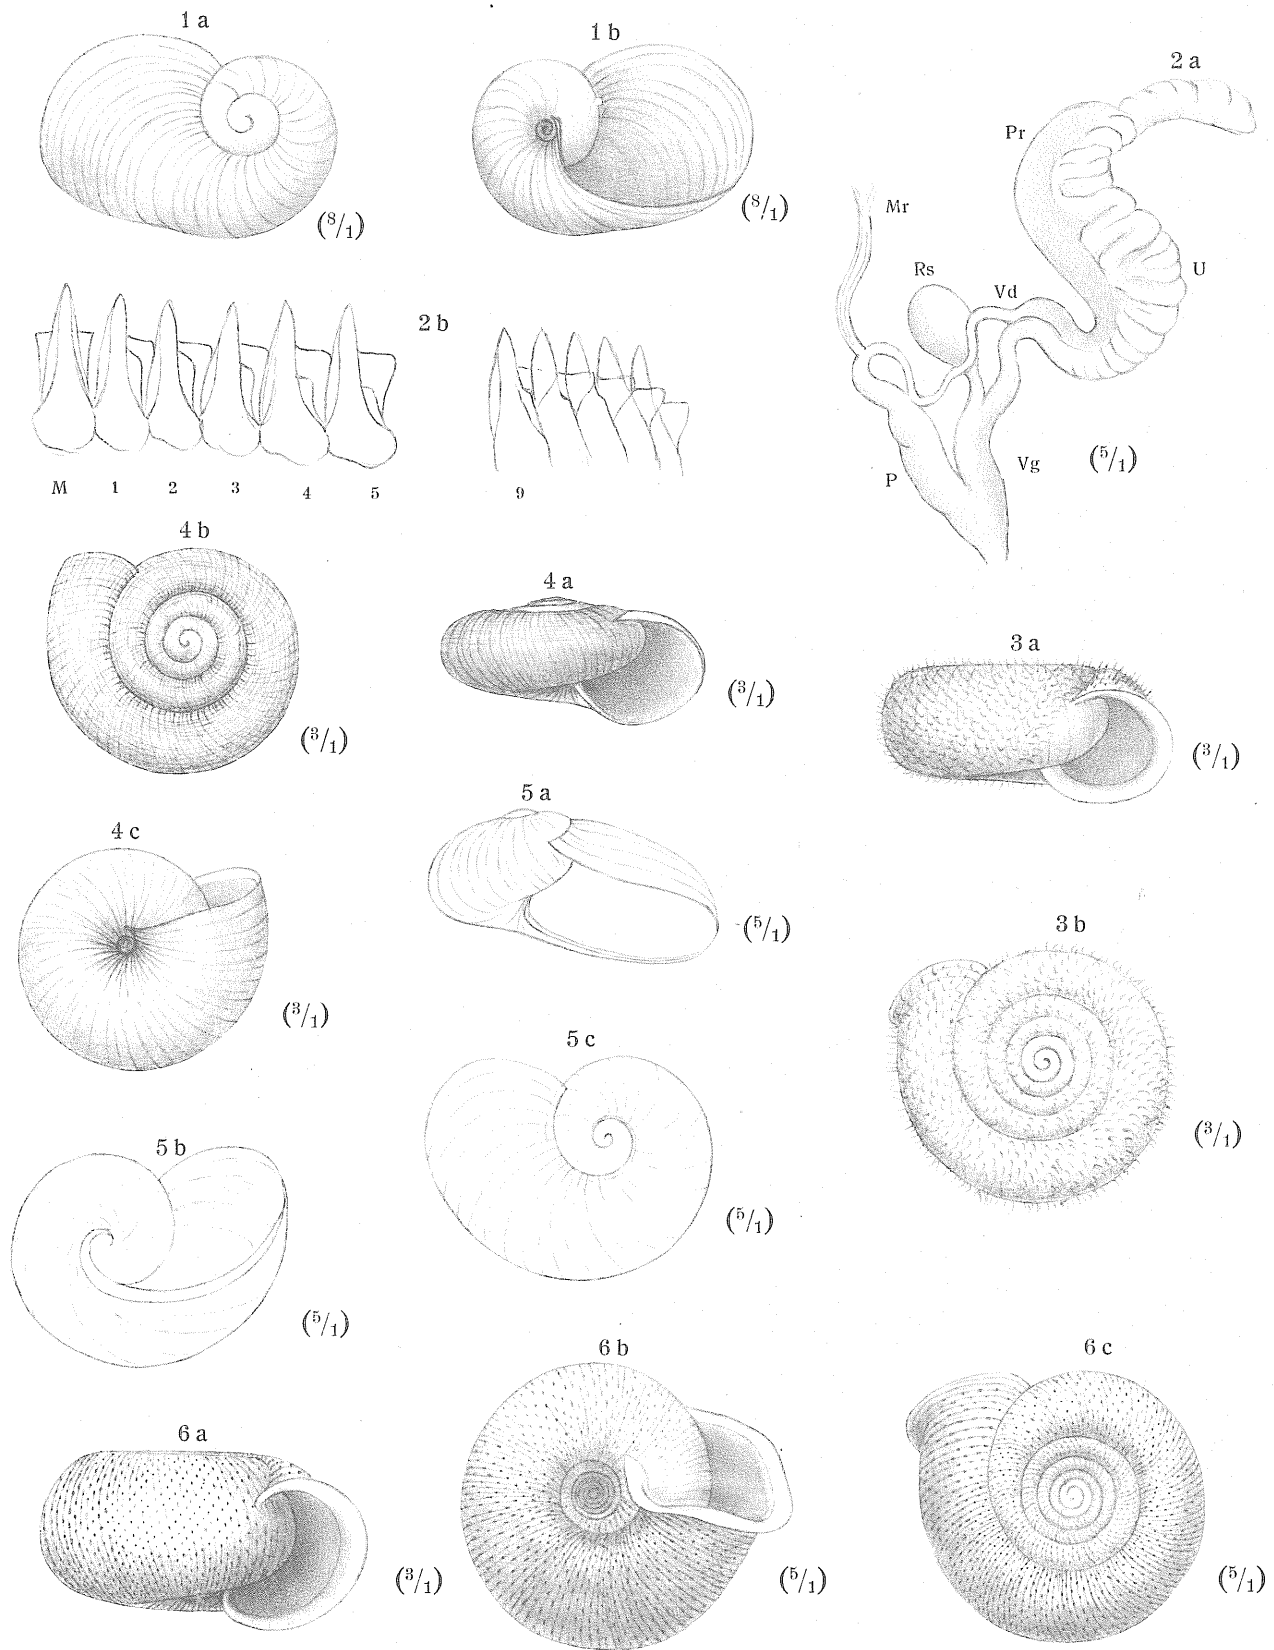 1 a
1 b
2 a
Pr
Mr
(8/1)
(8/1)
Rs
U
Vd
2 b
P
Vg
(5/1)
M 1 2 3 4 5 9
4 b
4 a
3 a
(3/1)
(3/1)
(3/1)
5 a
4 c
(5/1)
3 b
(3/1)
5 c
5 b
(3/1)
(5/1)
(5/1)
6 b
6 c
6 a
(3/1)
(5/1)
(5/1)